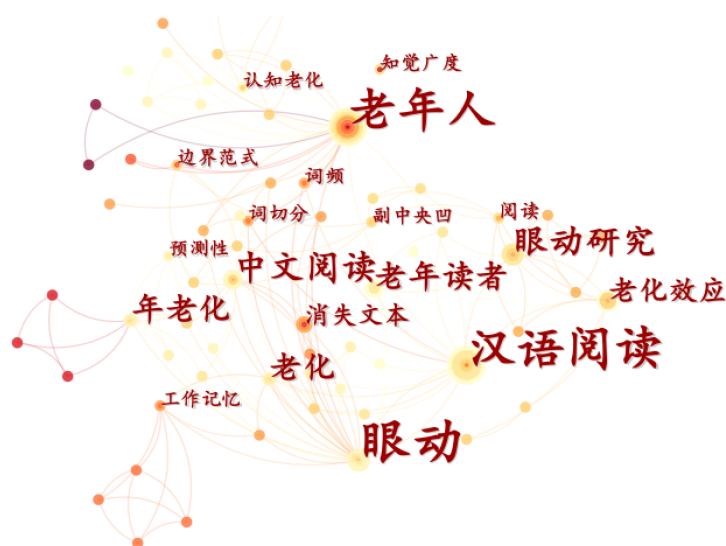 知觉广度
认知老化
老年人
边界范式
词频
词切分
副中央凹
阅读
预测性
中文阅读
老年读者
眼动研究
年老化
消失文本
老化效应
老化
汉语阅读
工作记忆
眼动